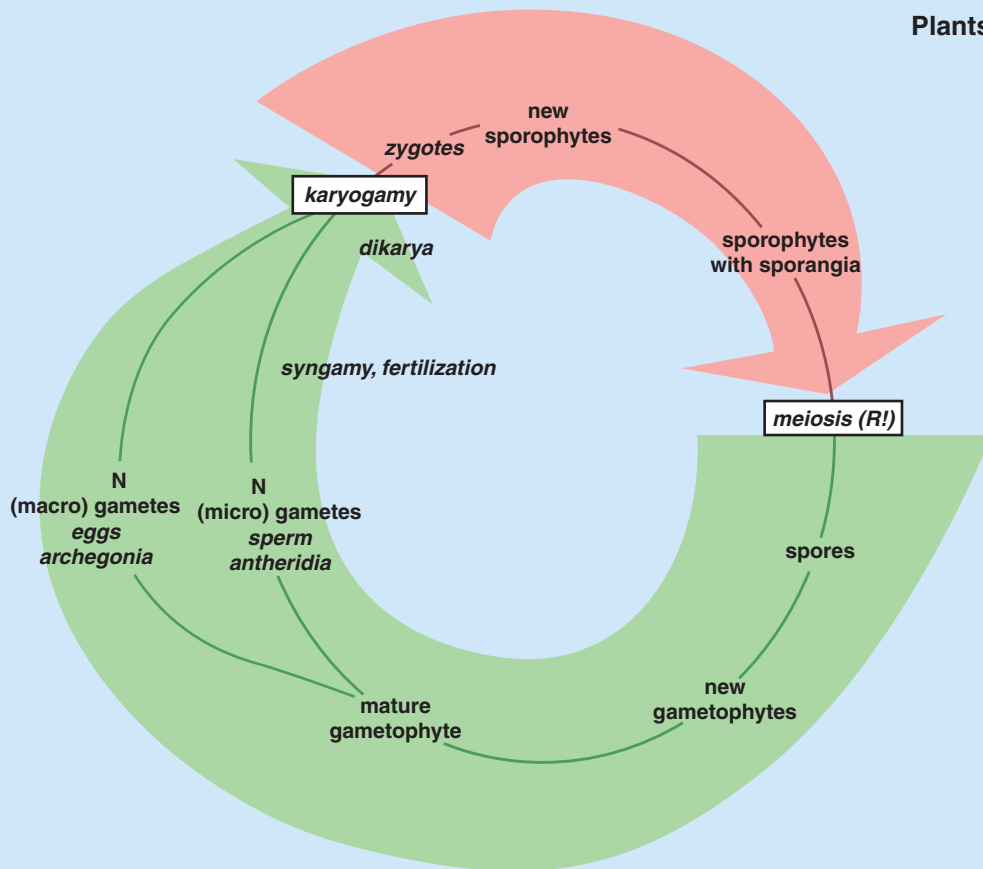 Plants
new
sporophytes
zygotes
karyogamy
dikarya
sporophytes
with sporangia
syngamy, fertilization
meiosis (R!)
N
(macro) gametes
eggs
archegonia
N
(micro) gametes
sperm
antheridia
spores
new
gametophytes
mature
gametophyte